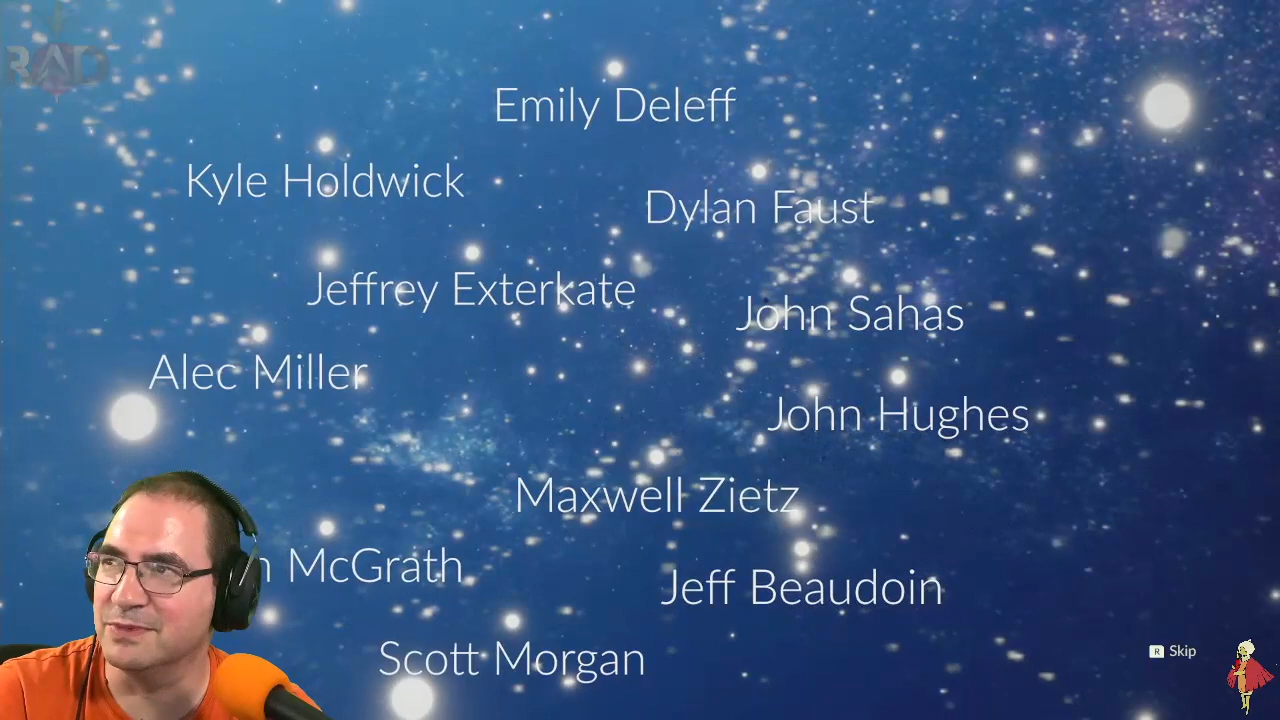 RAD
Emily Deleff
Kyle Holdwick
Dylan Faust
Jeffrey Exterkate
John Sahas
Alec Miller
John Hughes
Maxwell Zietz
McGrath
Jeff Beaudoin
Scott Morgan
R Skip